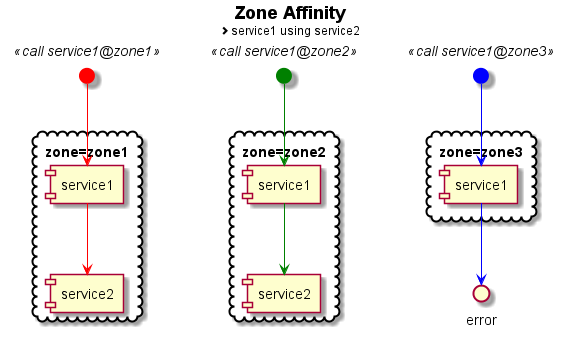 Zone Affinity
> service1 using service2
«call service1@zone1»
«call service1@zone2»
«call service1@zone3»
zone=zone1
zone=zone2
zone=zone3
service1
service1
service1
service2
service2
error